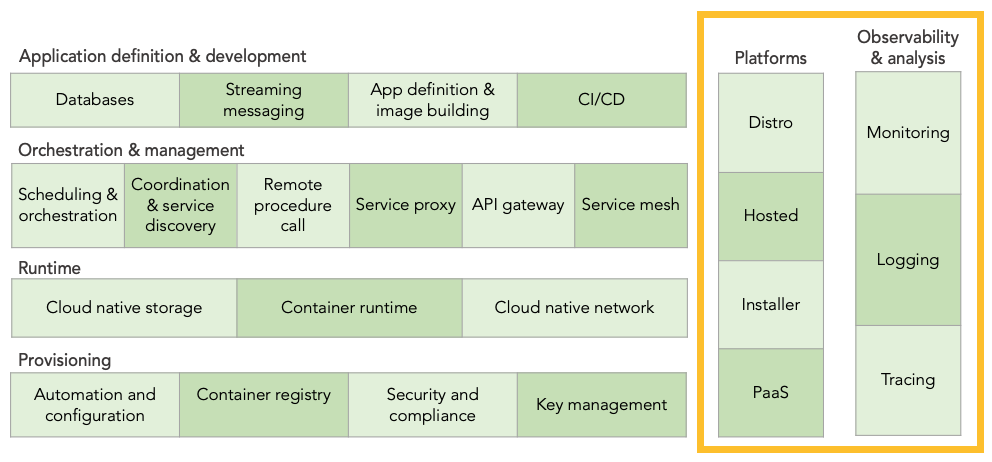 Application definition & development
Databases
Streaming
messaging
App definition &
image building
CI/CD
Orchestration & management
Scheduling &
orchestration
Coordination
& service
discovery
Remote
procedure
call
Service proxy
API gateway
Service mesh
Runtime
Cloud native storage
Container runtime
Cloud native network
Provisioning
Automation and
configuration
Container registry
Security and
compliance
Key management
Platforms
Distro
Hosted
Installer
PaaS
Observability
& analysis
Monitoring
Logging
Tracing